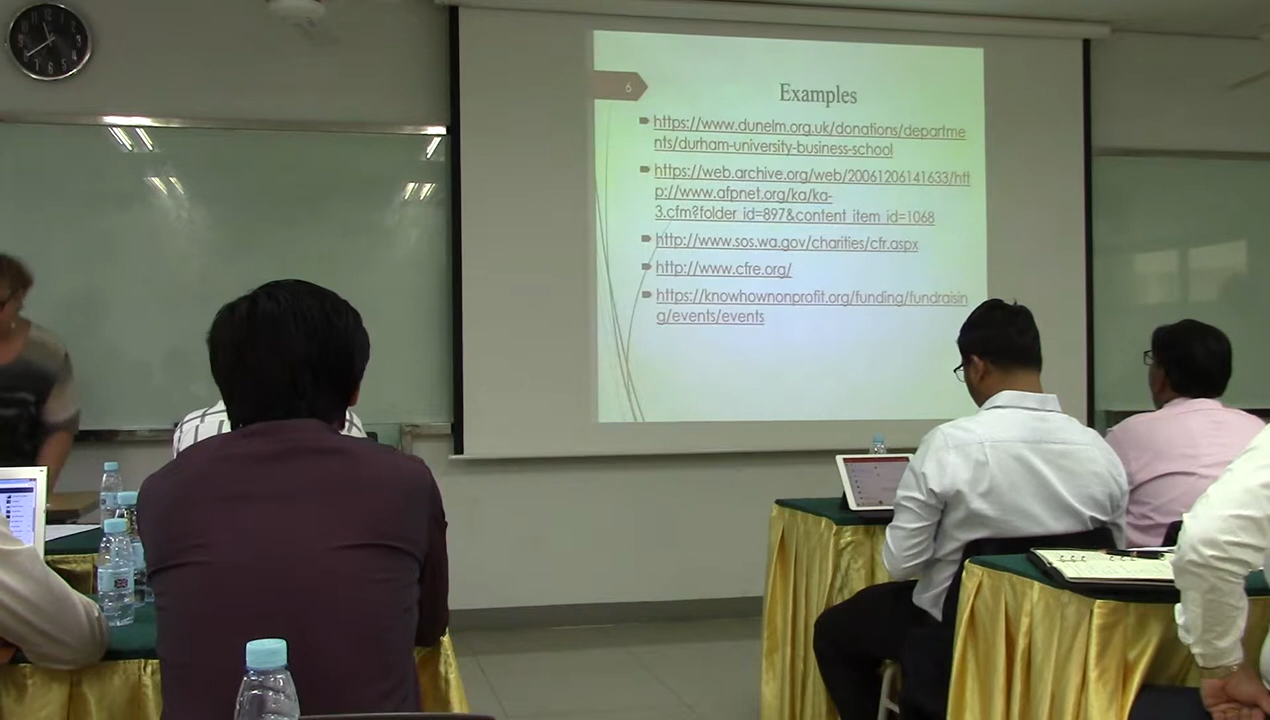 6
Examples
https://www.dunelm.org.uk/donations/departme
nts/durham-university-business-school
https://web.archive.org/web/20061206141633/htt
p://www.afpnet.org/ka/ka-
3.cfm?folder_id=897&content_item_id=1068
http://www.sos.wa.gov/charities/cfr.aspx
http://www.cfre.org/
https://knowhownonprofit.org/funding/fundraisin
g/events/events